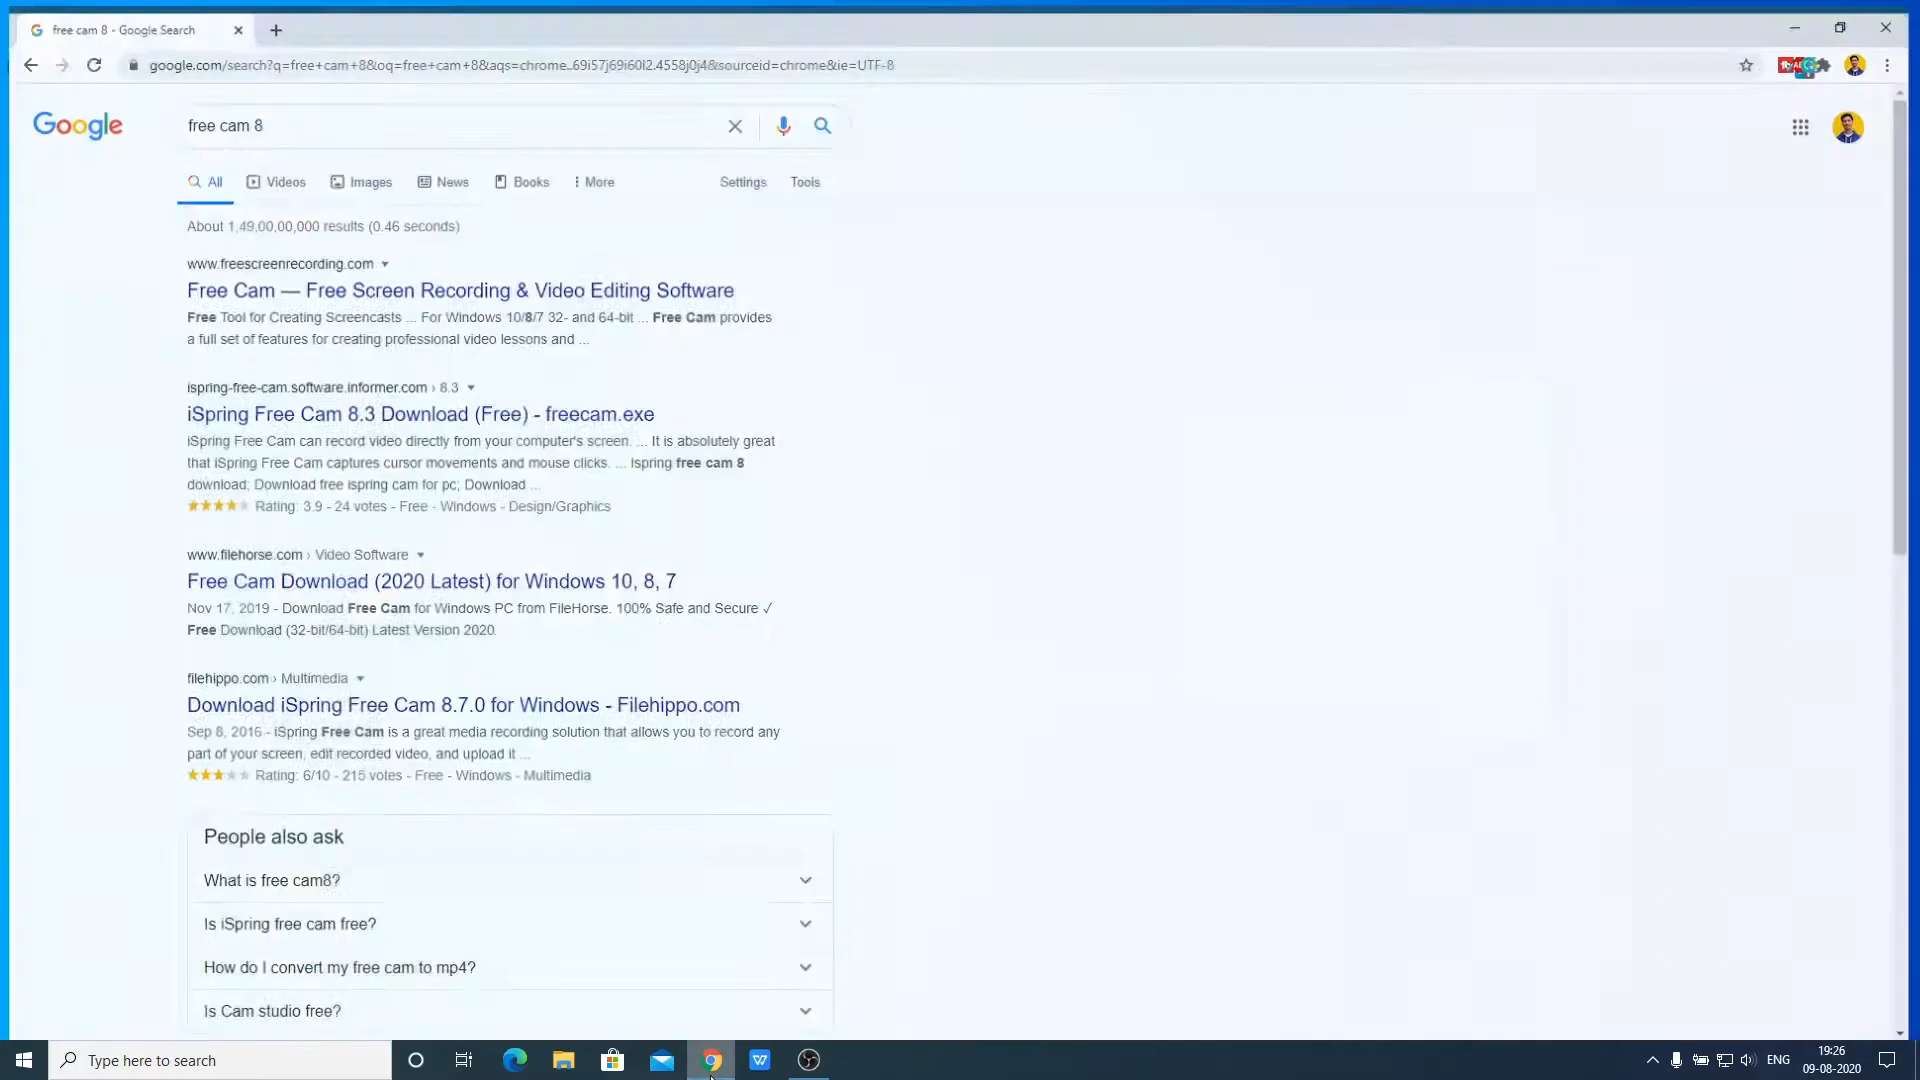 free cam 8 - Google Search
google.com/search?q=free+cam+8&oq=free+cam+8&aqs=chrome..69i57j69i60l2.4558j0j4&sourceid=chrome&ie=UTF-8
Google
free cam 8
All
Videos
Images
News
Books
More
Settings
Tools
About 1,49,00,00,000 results (0.46 seconds)
www.freescreenrecording.com
Free Cam — Free Screen Recording & Video Editing Software
Free Tool for Creating Screencasts ... For Windows 10/8/7 32- and 64-bit ... Free Cam provides
a full set of features for creating professional video lessons and ...
ispring-free-cam.software.informer.com › 8.3
iSpring Free Cam 8.3 Download (Free) - freecam.exe
iSpring Free Cam can record video directly from your computer's screen. ... It is absolutely great
that iSpring Free Cam captures cursor movements and mouse clicks. ... Ispring free cam 8
download; Download free ispring cam for pc; Download ...
Rating: 3.9 - 24 votes - Free - Windows - Design/Graphics
www.filehorse.com › Video Software
Free Cam Download (2020 Latest) for Windows 10, 8, 7
Nov 17, 2019 - Download Free Cam for Windows PC from FileHorse. 100% Safe and Secure ✓
Free Download (32-bit/64-bit) Latest Version 2020.
filehippo.com › Multimedia
Download iSpring Free Cam 8.7.0 for Windows - Filehippo.com
Sep 8, 2016 - iSpring Free Cam is a great media recording solution that allows you to record any
part of your screen, edit recorded video, and upload it ...
Rating: 6/10 - 215 votes - Free - Windows - Multimedia
People also ask
What is free cam8?
Is iSpring free cam free?
How do I convert my free cam to mp4?
Is Cam studio free?
Type here to search
ENG
19:26
09-08-2020